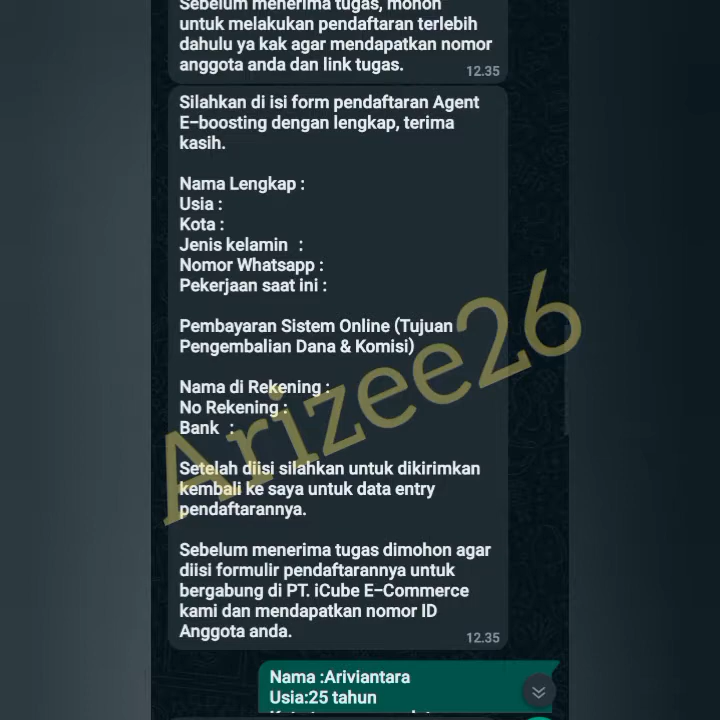 Sebelum menerima tugas, mohon
untuk melakukan pendaftaran terlebih
dahulu ya kak agar mendapatkan nomor
anggota anda dan link tugas.
12.35
Silahkan di isi form pendaftaran Agent
E-boosting dengan lengkap, terima
kasih.
Nama Lengkap :
Usia :
Kota :
Jenis kelamin :
Nomor Whatsapp :
Pekerjaan saat ini :
Pembayaran Sistem Online (Tujuan
Pengembalian Dana & Komisi)
Nama di Rekening :
No Rekening :
Bank :
Setelah diisi silahkan untuk dikirimkan
kembali ke saya untuk data entry
pendaftarannya.
Sebelum menerima tugas dimohon agar
diisi formulir pendaftarannya untuk
bergabung di PT. iCube E-Commerce
kami dan mendapatkan nomor ID
Anggota anda.
12.35
Arizee26
Nama :Ariviantara
Usia:25 tahun